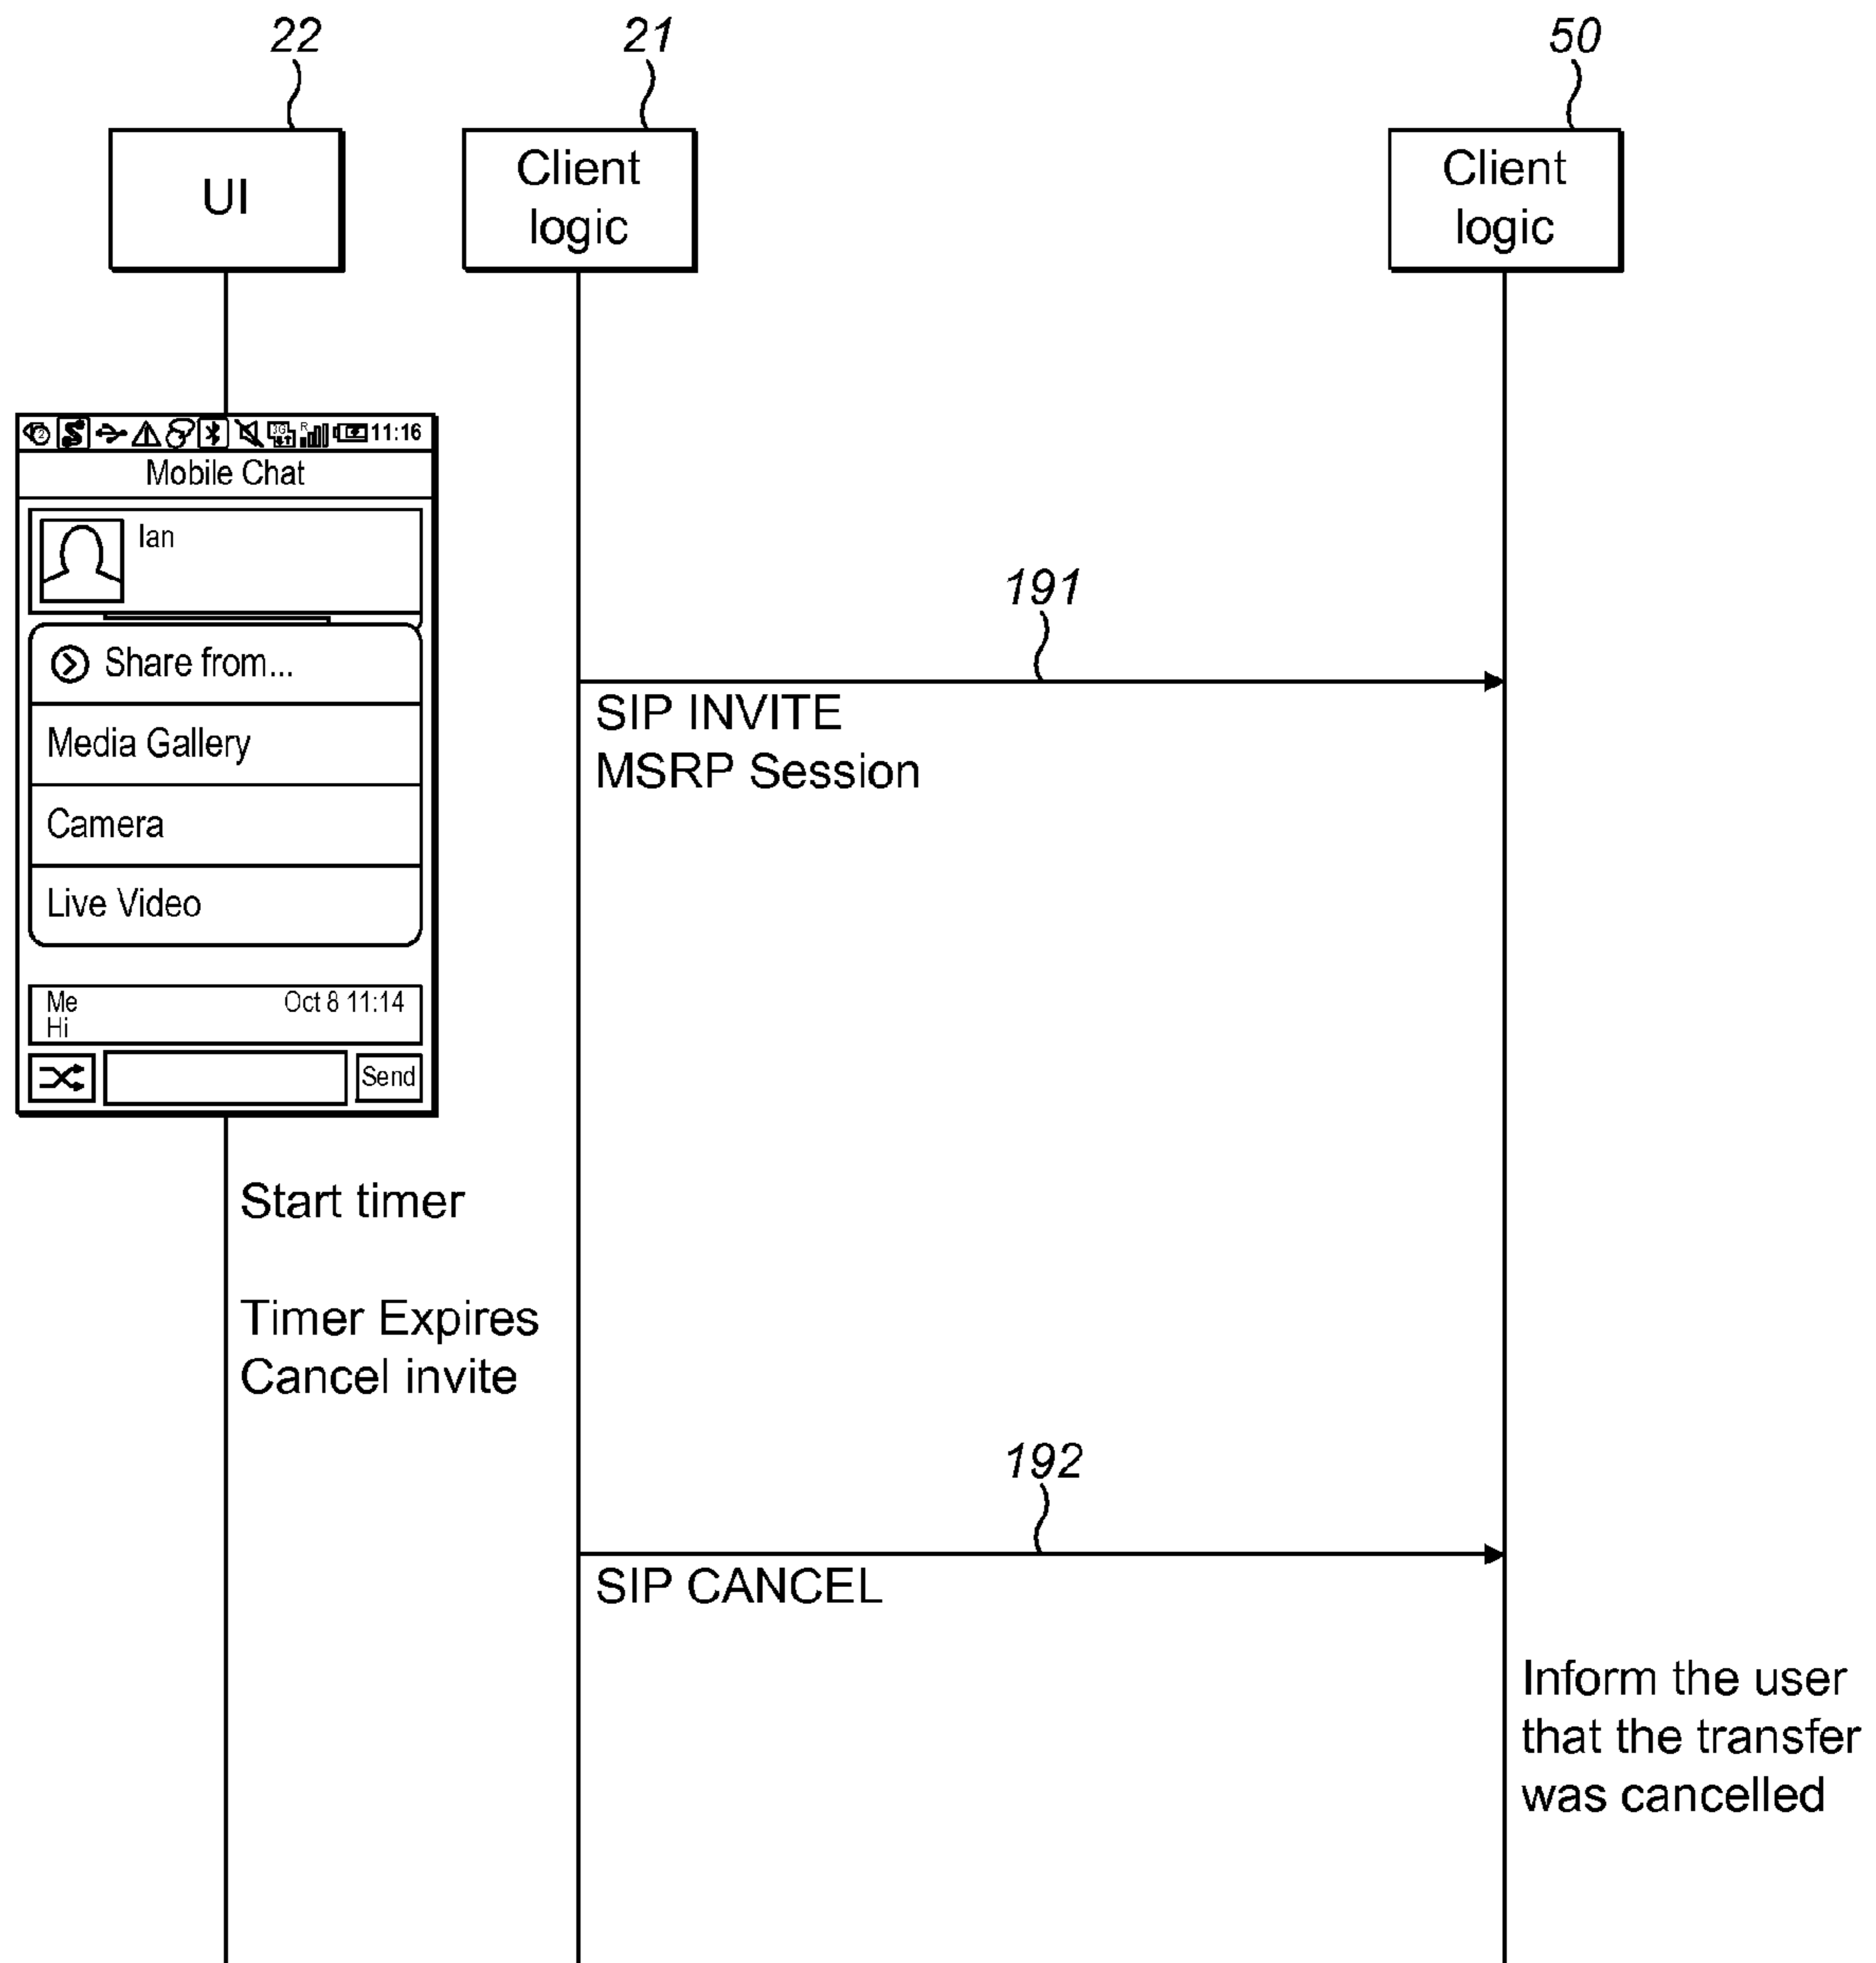 22
21
50
UI
Client
logic
Client
logic
2
3G
R
11:16
Mobile Chat
Ian
Share from...
Media Gallery
Camera
Live Video
Me
Oct 8 11:14
Hi
Send
191
SIP INVITE
MSRP Session
Start timer
Timer Expires
Cancel invite
192
SIP CANCEL
Inform the user
that the transfer
was cancelled